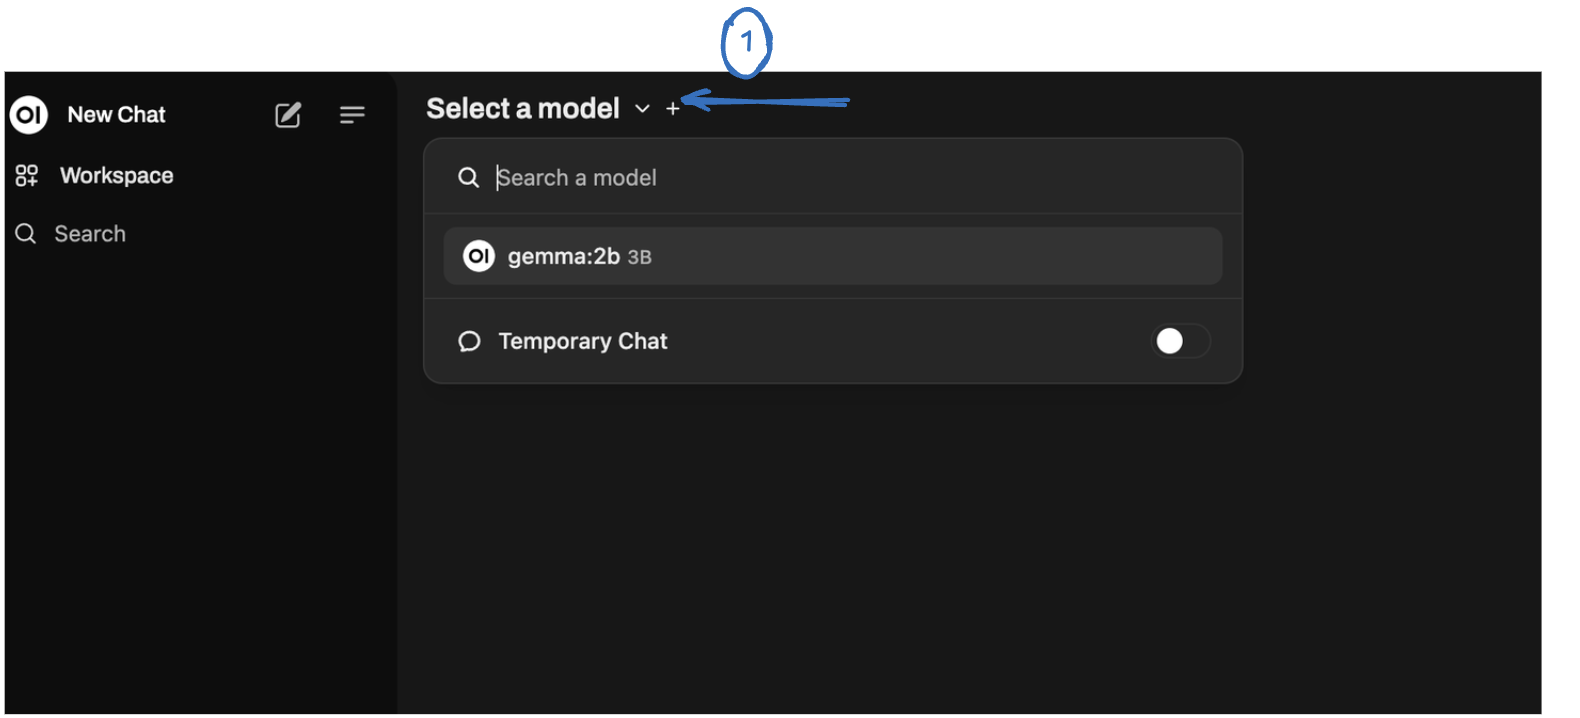 1
OI New Chat
Select a model +
Workspace
Search a model
Search
OI gemma:2b 3B
Temporary Chat